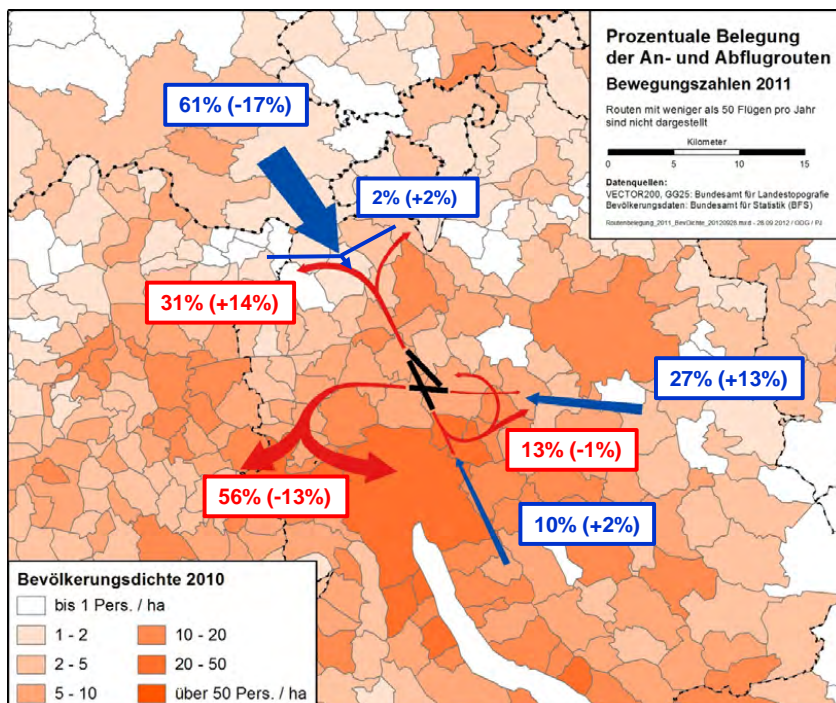 Prozentuale Belegung
der An- und Abflugrouten
Bewegungszahlen 2011
Routen mit weniger als 50 Flügen pro Jahr
sind nicht dargestellt
Kilometer
0 5 10 15
Datenquellen:
VECTOR200, GG25: Bundesamt für Landestopografie
Bevölkerungsdaten: Bundesamt für Statistik (BFS)
61% (-17%)
2% (+2%)
31% (+14%)
27% (+13%)
13% (-1%)
56% (-13%)
10% (+2%)
Bevölkerungsdichte 2010
bis 1 Pers. / ha
1 - 2
2 - 5
5 - 10
10 - 20
20 - 50
über 50 Pers. / ha